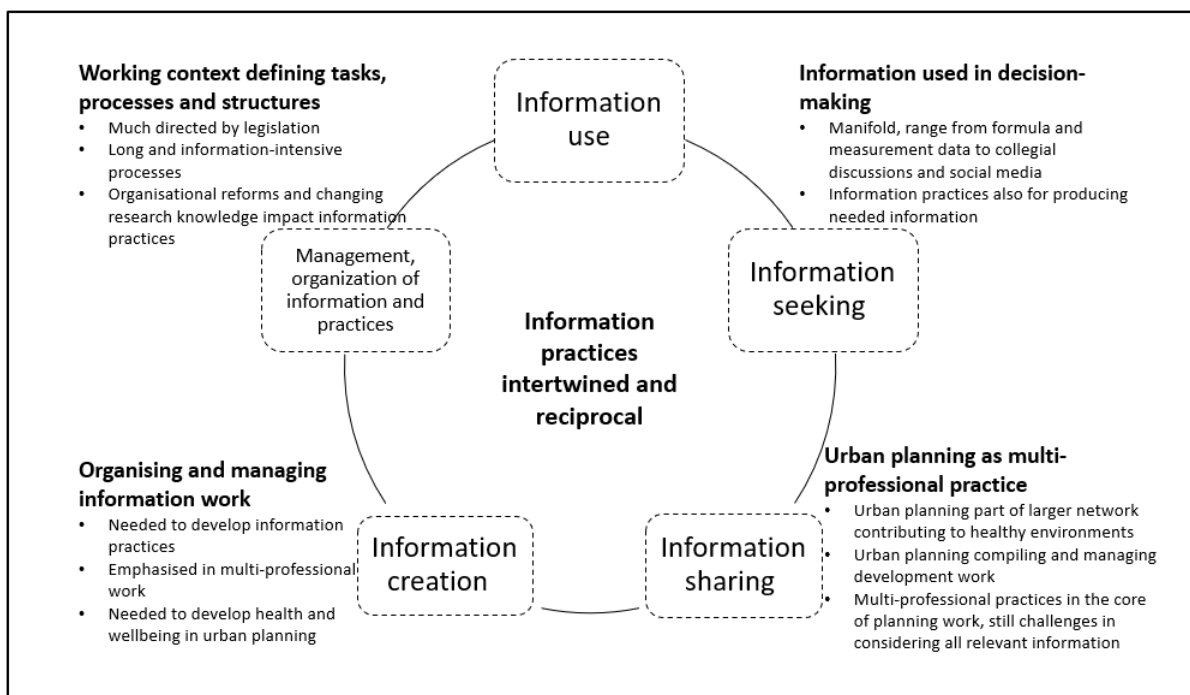 Working context defining tasks,
processes and structures
• Much directed by legislation
• Long and information-intensive
processes
• Organisational reforms and changing
research knowledge impact information
practices
Information
use
Information used in decision-
making
• Manifold, range from formula and
measurement data to collegial
discussions and social media
• Information practices also for producing
needed information
Management,
organization of
information and
practices
Information
seeking
Information
practices
intertwined and
reciprocal
Organising and managing
information work
• Needed to develop information
practices
• Emphasised in multi-professional
work
• Needed to develop health and
wellbeing in urban planning
Information
creation
Information
sharing
Urban planning as multi-
professional practice
• Urban planning part of larger network
contributing to healthy environments
• Urban planning compiling and managing
development work
• Multi-professional practices in the core
of planning work, still challenges in
considering all relevant information